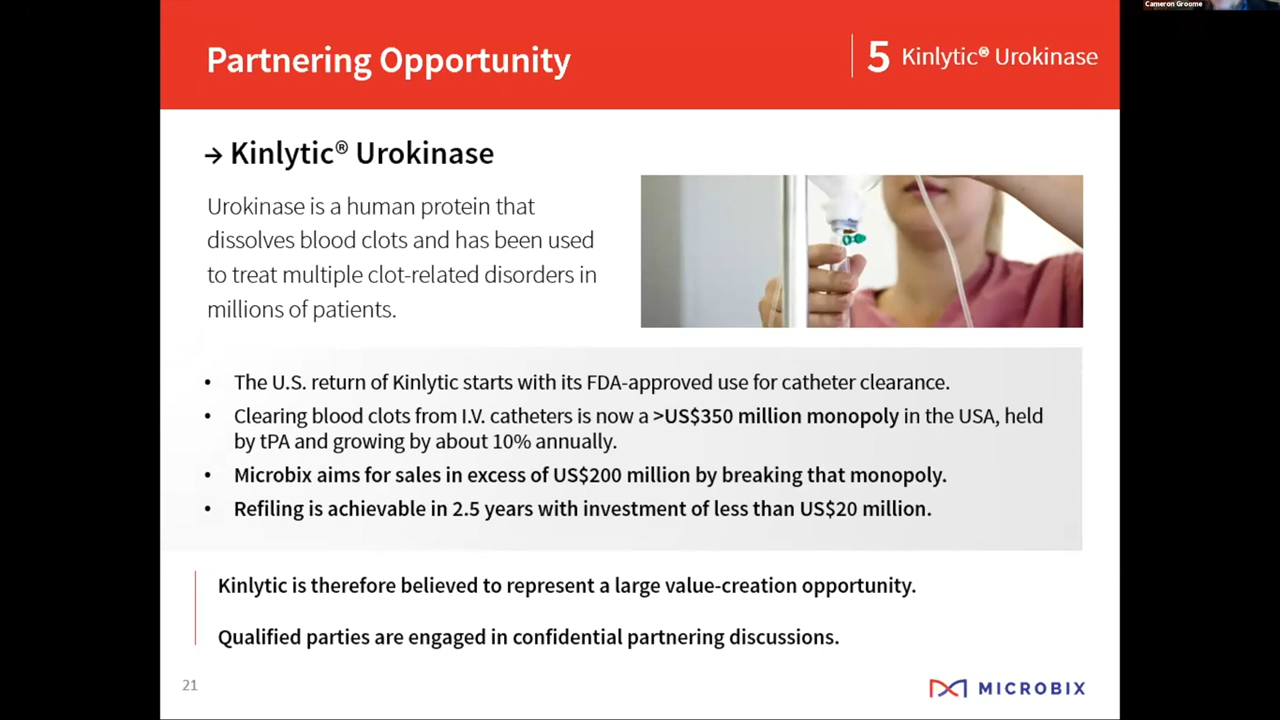 Cameron Groome
Partnering Opportunity
5 Kinlytic® Urokinase
→ Kinlytic® Urokinase
Urokinase is a human protein that
dissolves blood clots and has been used
to treat multiple clot-related disorders in
millions of patients.
• The U.S. return of Kinlytic starts with its FDA-approved use for catheter clearance.
• Clearing blood clots from I.V. catheters is now a >US$350 million monopoly in the USA, held
by tPA and growing by about 10% annually.
• Microbix aims for sales in excess of US$200 million by breaking that monopoly.
• Refiling is achievable in 2.5 years with investment of less than US$20 million.
Kinlytic is therefore believed to represent a large value-creation opportunity.
Qualified parties are engaged in confidential partnering discussions.
21
MICROBIX